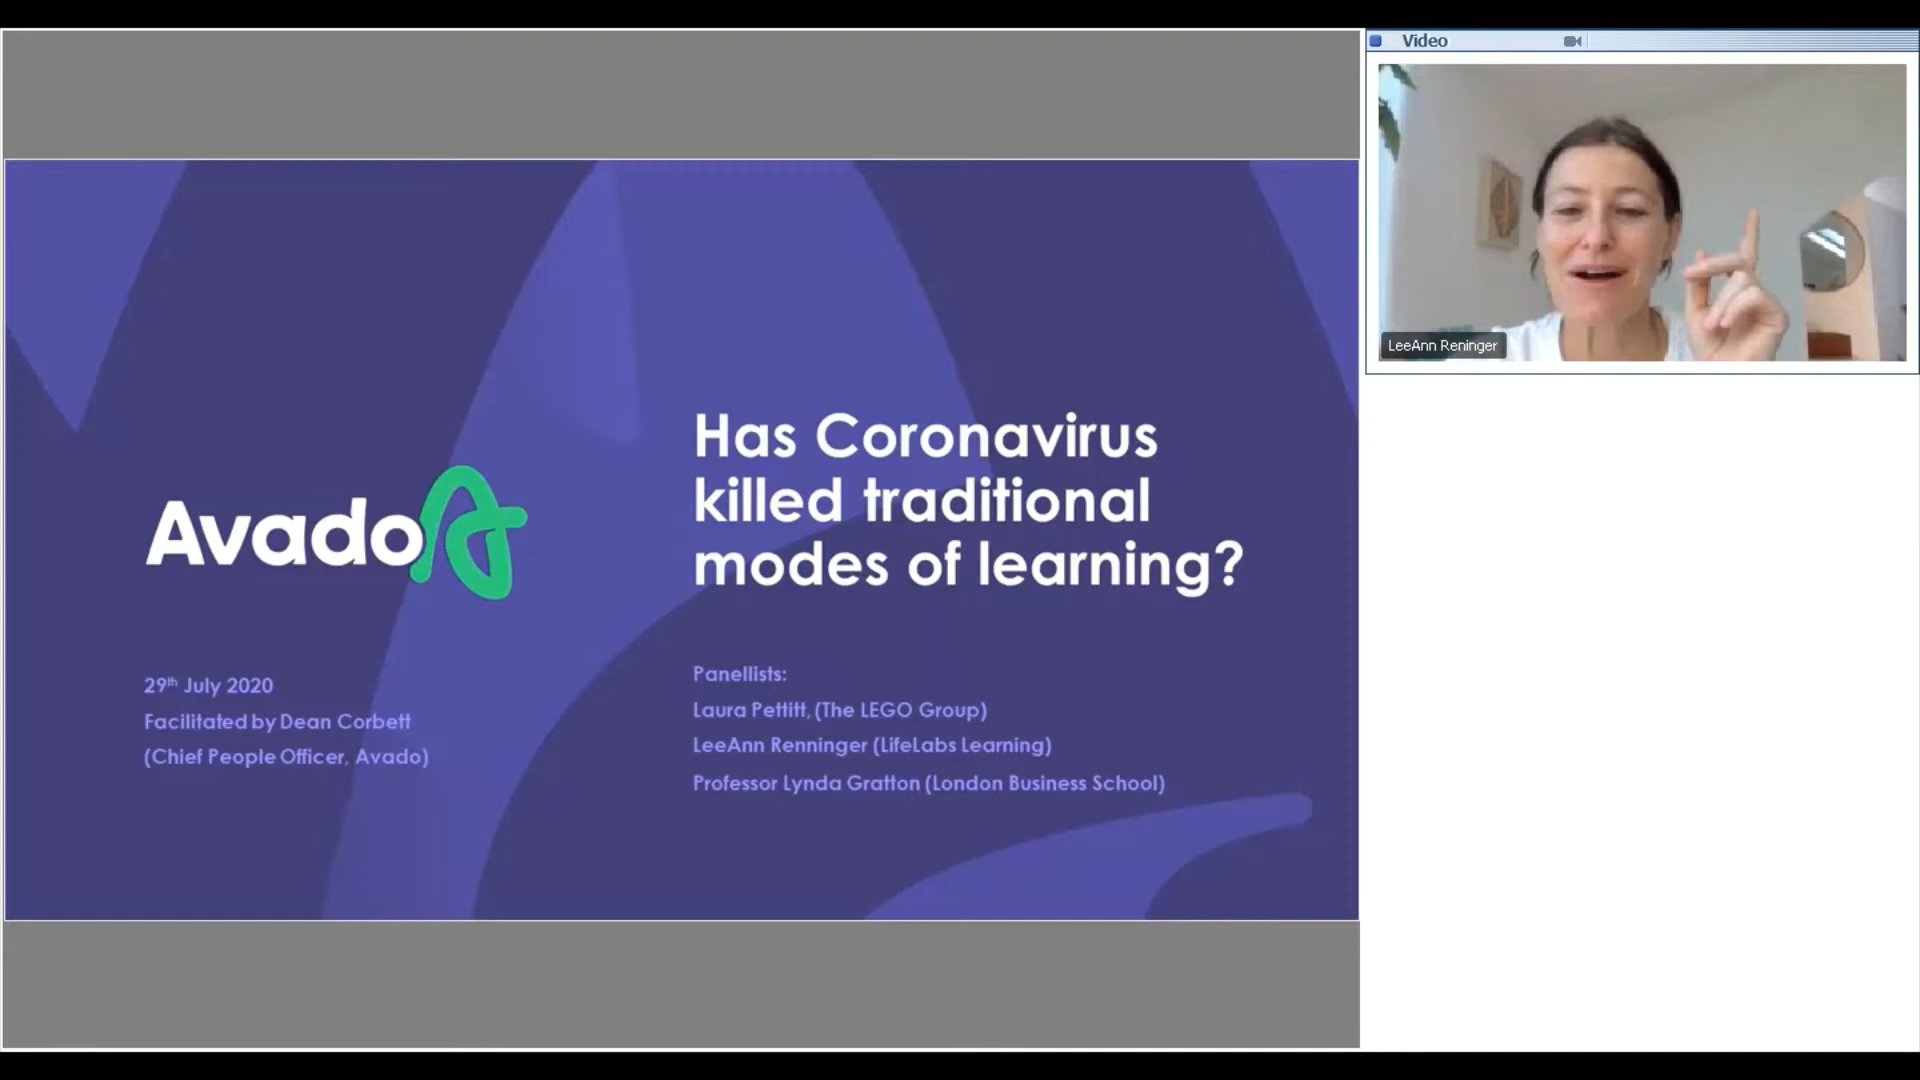 Video
LeeAnn Reninger
Avado
Has Coronavirus
killed traditional
modes of learning?
29th July 2020
Facilitated by Dean Corbett
(Chief People Officer, Avado)
Panellists:
Laura Pettitt, (The LEGO Group)
LeeAnn Renninger (LifeLabs Learning)
Professor Lynda Gratton (London Business School)